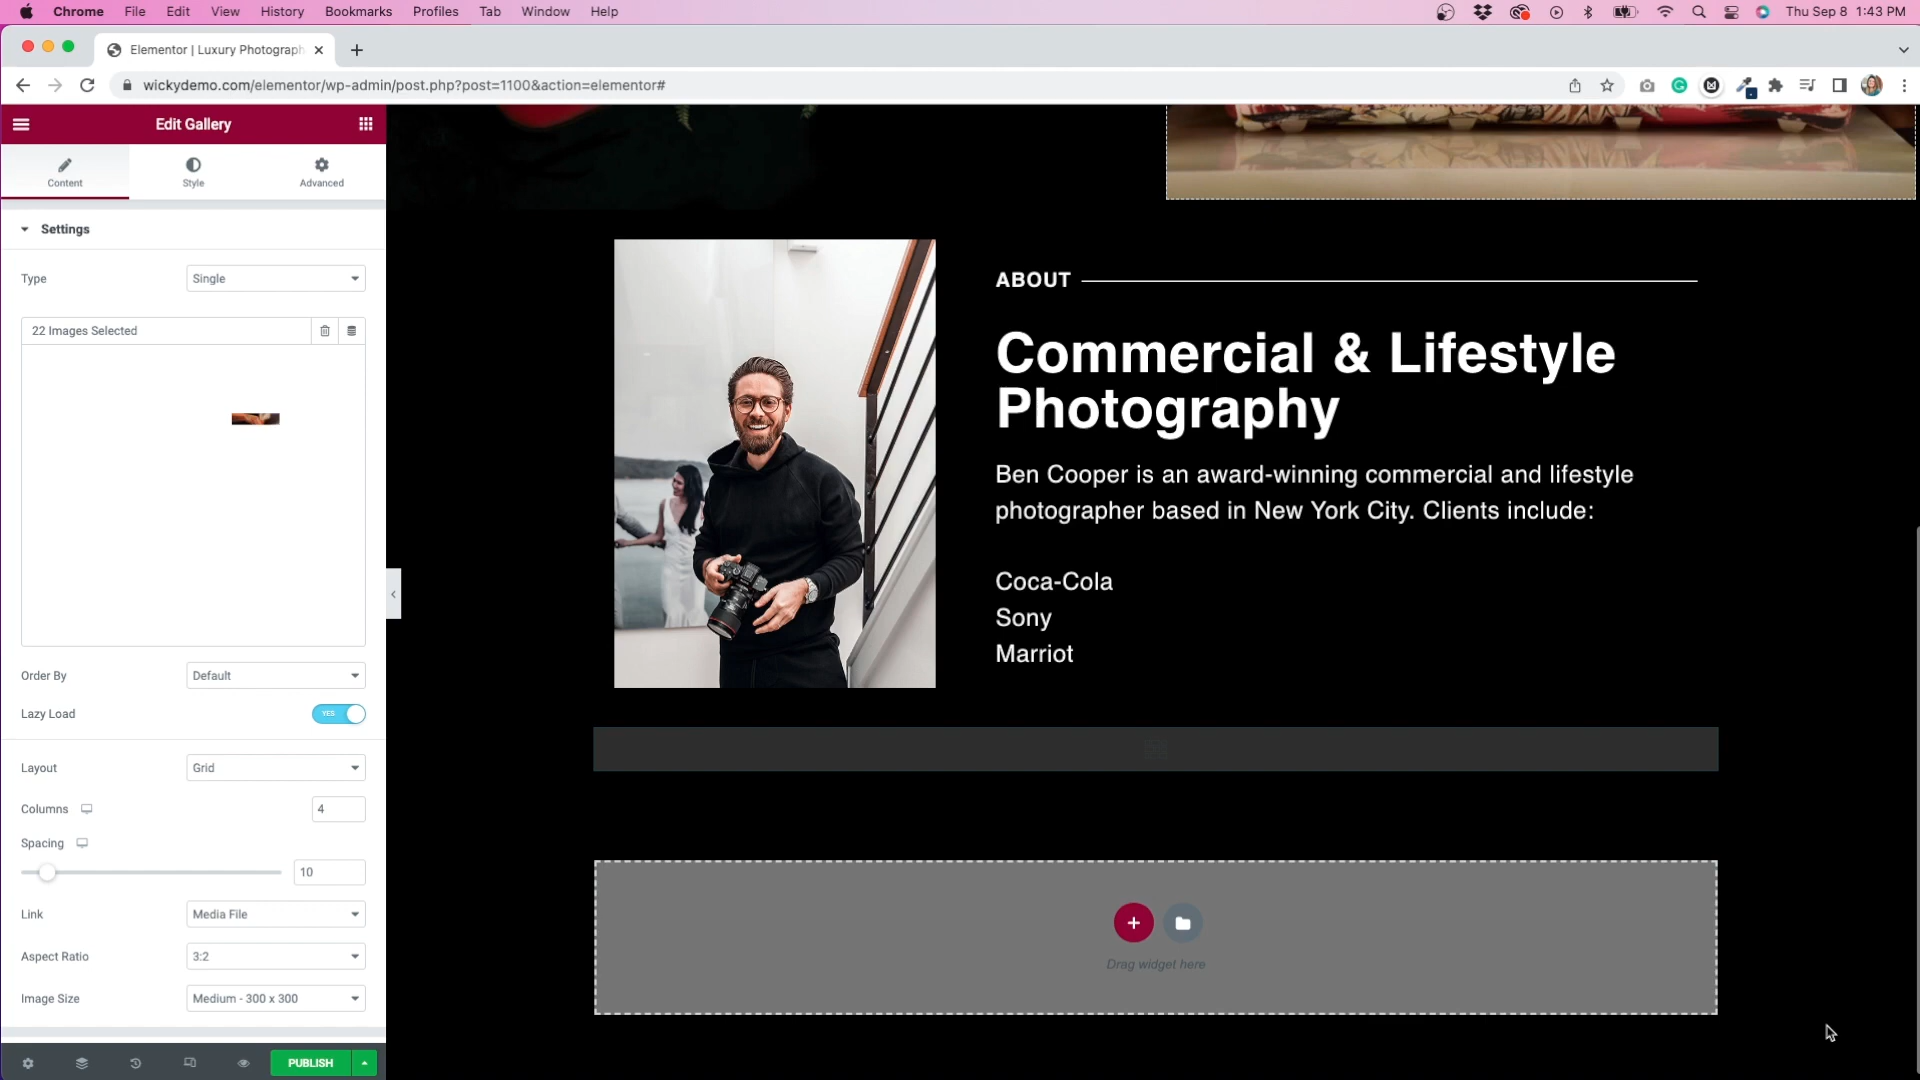 Chrome File Edit View History Bookmarks Profiles Tab Window Help
Thu Sep 8 1:43 PM
Elementor | Luxury Photograph
wickydemo.com/elementor/wp-admin/post.php?post=1100&action=elementor#
Edit Gallery
Content Style Advanced
Settings
Type Single
22 Images Selected
Order By Default
Lazy Load YES
Layout Grid
Columns 4
Spacing
10
Link Media File
Aspect Ratio 3:2
Image Size Medium - 300 x 300
PUBLISH
ABOUT
Commercial & Lifestyle
Photography
Ben Cooper is an award-winning commercial and lifestyle
photographer based in New York City. Clients include:
Coca-Cola
Sony
Marriot
Drag widget here